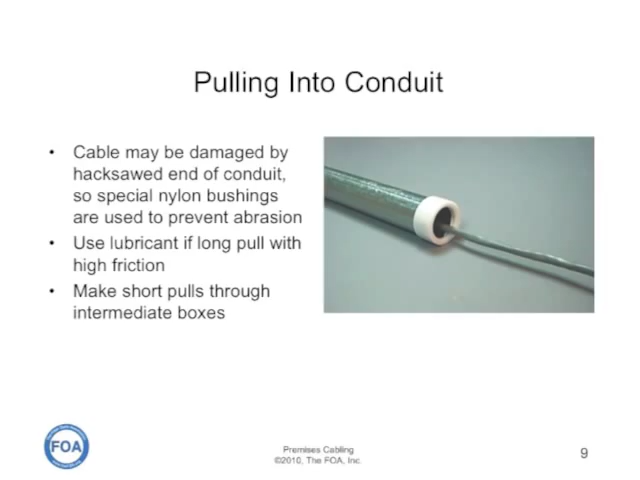 Pulling Into Conduit
• Cable may be damaged by
hacksawed end of conduit,
so special nylon bushings
are used to prevent abrasion
• Use lubricant if long pull with
high friction
• Make short pulls through
intermediate boxes
FOA
Premises Cabling
©2010, The FOA, Inc.
9